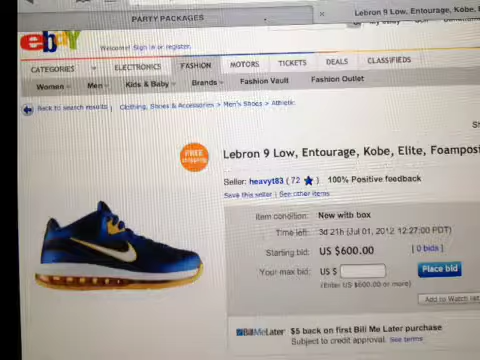 PARTY PACKAGES
Lebron 9 Low, Entourage, Kobe, E
ebay
Welcome! Sign in or register.
CATEGORIES ELECTRONICS FASHION MOTORS TICKETS DEALS CLASSIFIEDS
Women Men Kids & Baby Brands Fashion Vault Fashion Outlet
Back to search results | Clothing, Shoes & Accessories > Men's Shoes > Athletic
FREE SHIPPING
Lebron 9 Low, Entourage, Kobe, Elite, Foampos
Seller: heavyt83 ( 72 ) 100% Positive feedback
Save this seller | See other items
Item condition: New with box
Time left: 3d 21h (Jul 01, 2012 12:27:00 PDT)
Starting bid: US $600.00 [ 0 bids ]
Your max bid: US $ Place bid
(Enter US $600.00 or more)
Add to Watch list
BillMeLater $5 back on first Bill Me Later purchase
Subject to credit approval. See terms